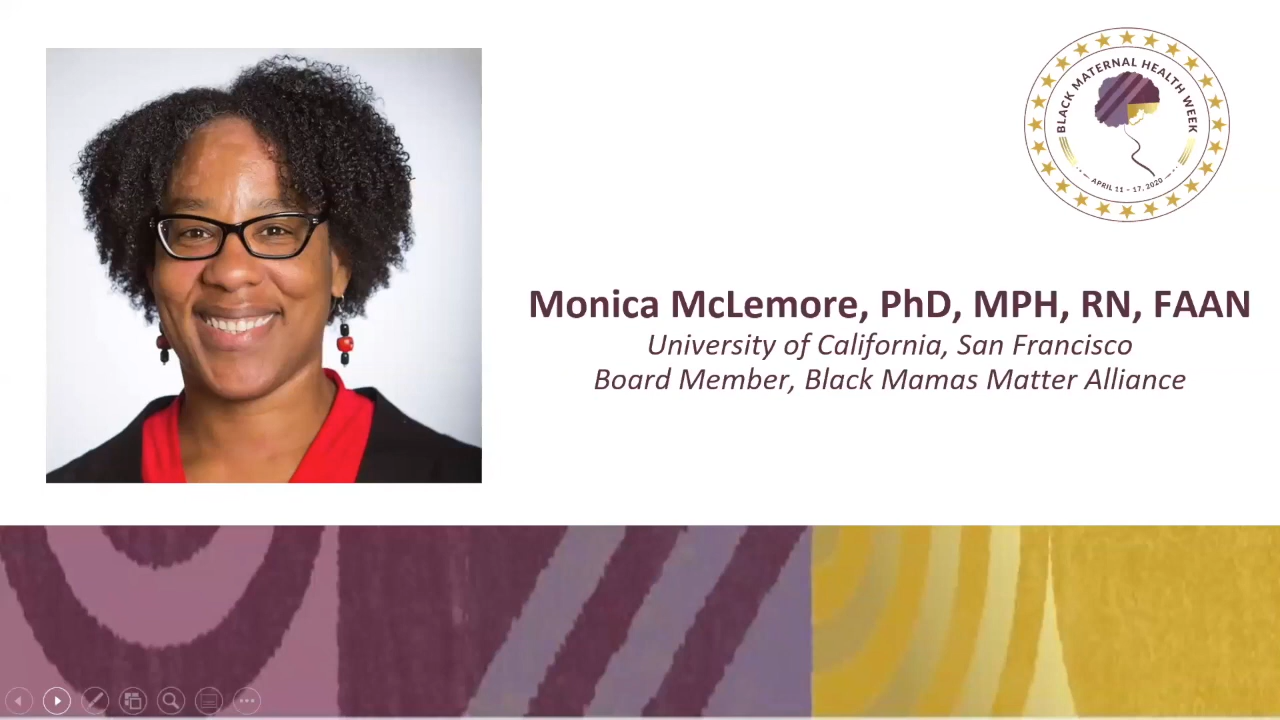 BLACK MATERNAL HEALTH WEEK
APRIL 11 - 17, 2020
Monica McLemore, PhD, MPH, RN, FAAN
University of California, San Francisco
Board Member, Black Mamas Matter Alliance